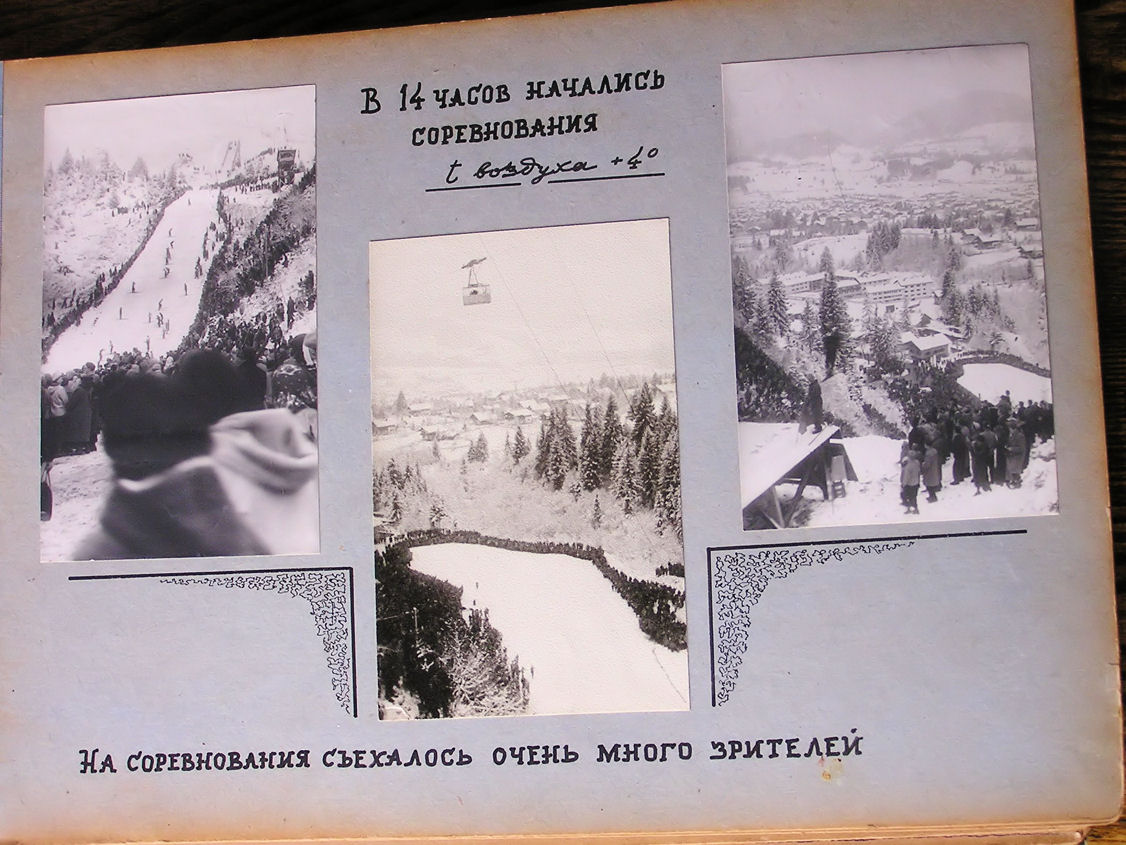 В 14 ЧАСОВ НАЧАЛИСЬ
СОРЕВНОВАНИЯ
t воздуха +4°
НА СОРЕВНОВАНИЯ СЪЕХАЛОСЬ ОЧЕНЬ МНОГО ЗРИТЕЛЕЙ